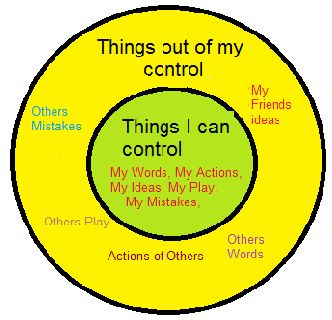 Things out of my
control
My
Friends
ideas
Others
Mistakes
Things I can
control
My Words, My Actions,
My Ideas My Play.
My Mistakes,
Others Play
Actions of Others
Others
Words